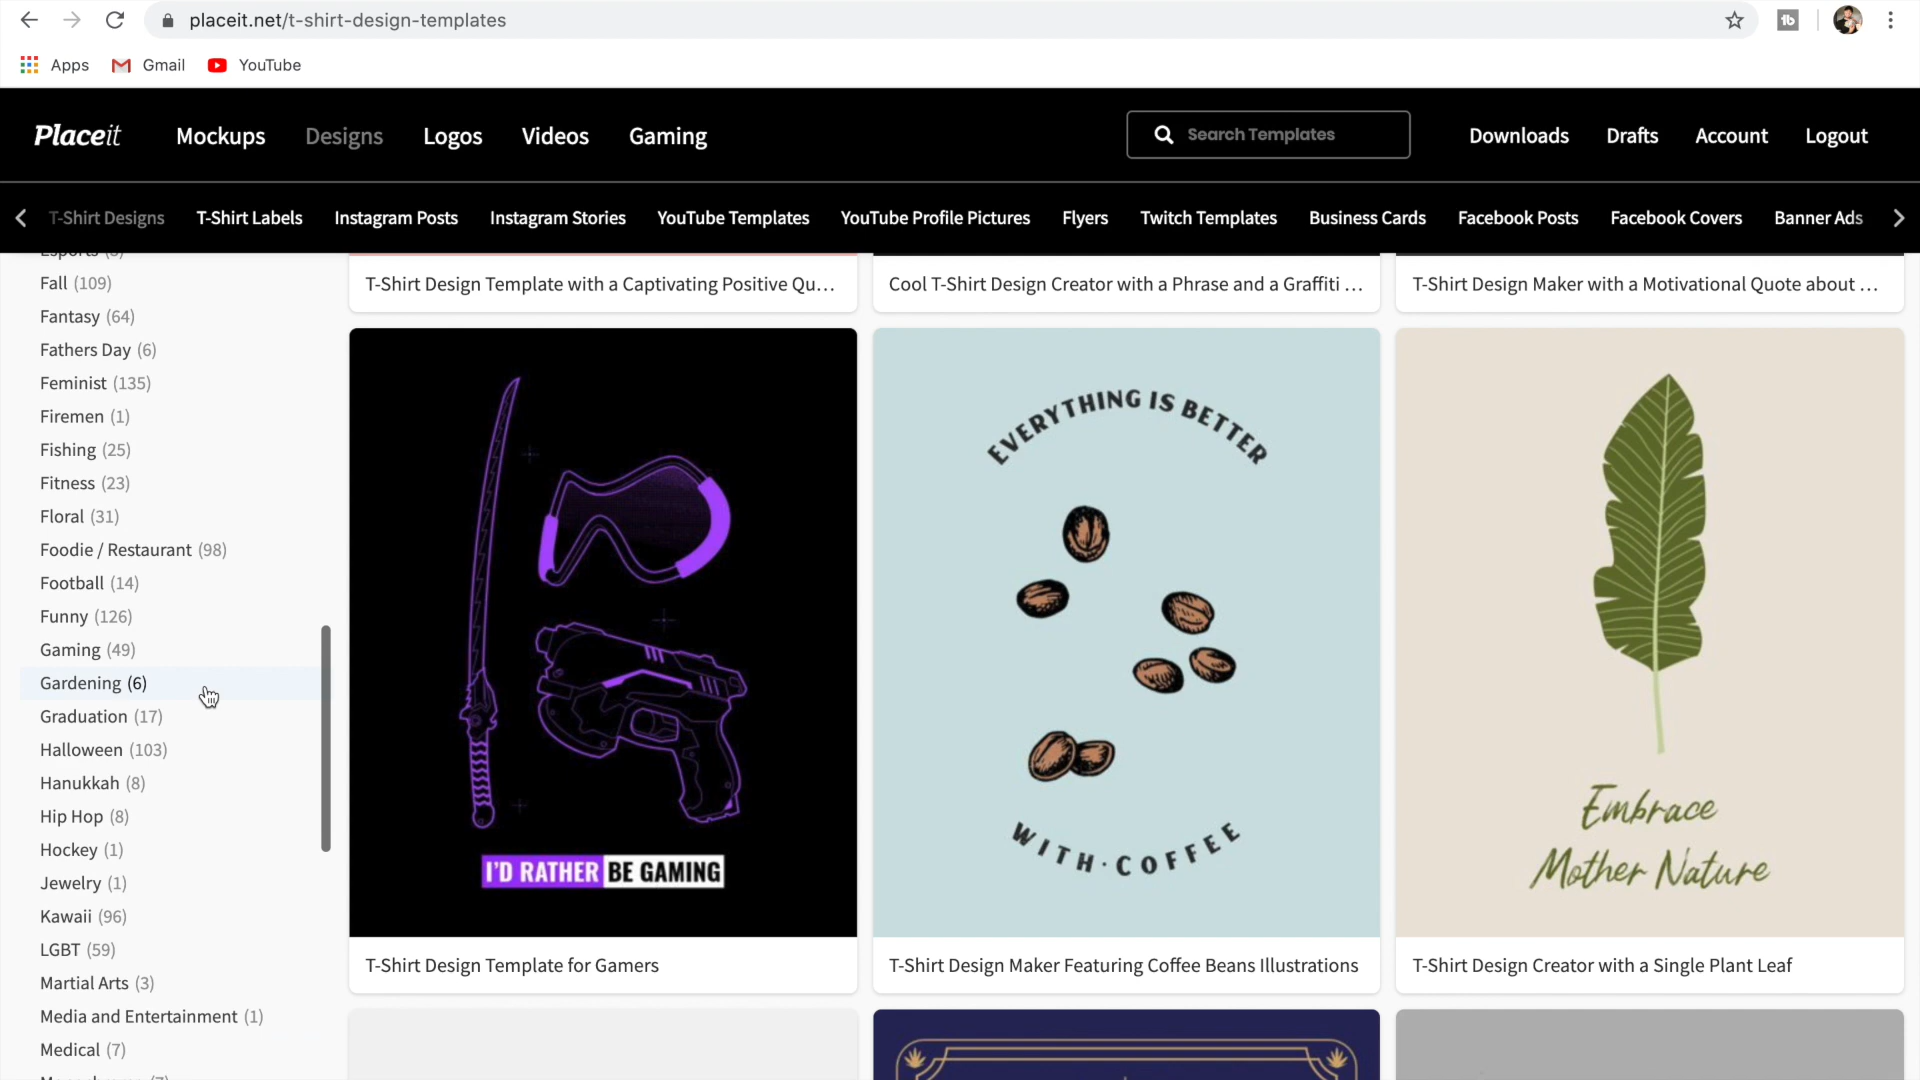 placeit.net/t-shirt-design-templates
Apps Gmail YouTube
Placeit Mockups Designs Logos Videos Gaming Search Templates Downloads Drafts Account Logout
T-Shirt Designs T-Shirt Labels Instagram Posts Instagram Stories YouTube Templates YouTube Profile Pictures Flyers Twitch Templates Business Cards Facebook Posts Facebook Covers Banner Ads
Fall (109)
Fantasy (64)
Fathers Day (6)
Feminist (135)
Firemen (1)
Fishing (25)
Fitness (23)
Floral (31)
Foodie / Restaurant (98)
Football (14)
Funny (126)
Gaming (49)
Gardening (6)
Graduation (17)
Halloween (103)
Hanukkah (8)
Hip Hop (8)
Hockey (1)
Jewelry (1)
Kawaii (96)
LGBT (59)
Martial Arts (3)
Media and Entertainment (1)
Medical (7)
T-Shirt Design Template with a Captivating Positive Qu...
Cool T-Shirt Design Creator with a Phrase and a Graffiti ...
T-Shirt Design Maker with a Motivational Quote about ...
I'D RATHER BE GAMING
T-Shirt Design Template for Gamers
EVERYTHING IS BETTER
WITH·COFFEE
T-Shirt Design Maker Featuring Coffee Beans Illustrations
Embrace
Mother Nature
T-Shirt Design Creator with a Single Plant Leaf